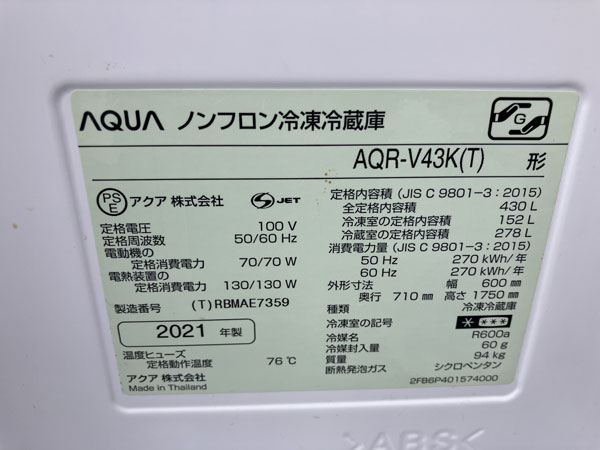 AQUA ノンフロン冷凍冷蔵庫
G
AQR-V43K(T) 形
PSE アクア 株式会社 S JET
定格電圧 100 V
定格周波数 50/60 Hz
電動機の
定格消費電力 70/70 W
電熱装置の
定格消費電力 130/130 W
製造番号 (T)RBMAE7359
2021 年製
温度ヒューズ
定格動作温度 76℃
アクア 株式会社
Made in Thailand
定格内容積 (JIS C 9801-3:2015)
全定格内容積 430 L
冷凍室の定格内容積 152 L
冷蔵室の定格内容積 278 L
消費電力量 (JIS C 9801-3:2015)
50 Hz 270 kWh/年
60 Hz 270 kWh/年
外形寸法 幅 600 mm
奥行 710 mm 高さ 1750 mm
種類 冷凍冷蔵庫
冷凍室の記号 * ***
冷媒名 R600a
冷媒封入量 60 g
質量 94 kg
断熱発泡ガス シクロペンタン
2FB6P401574000
>ABS<